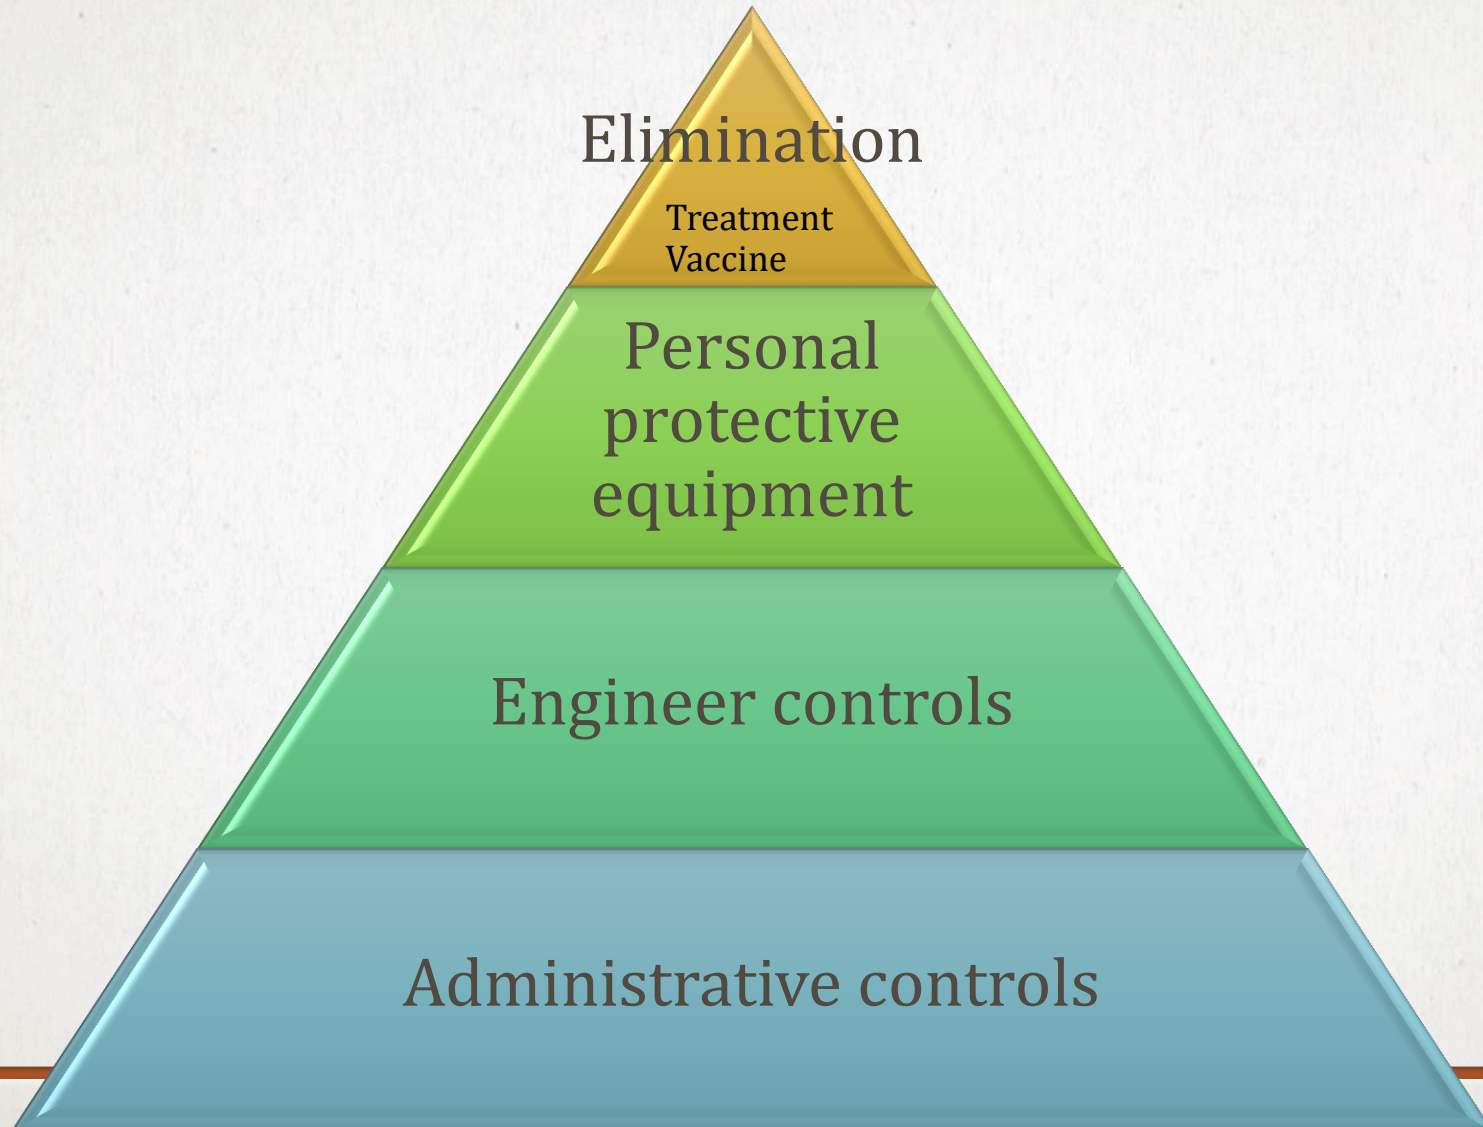 Elimination
Treatment
Vaccine
Personal
protective
equipment
Engineer controls
Administrative controls